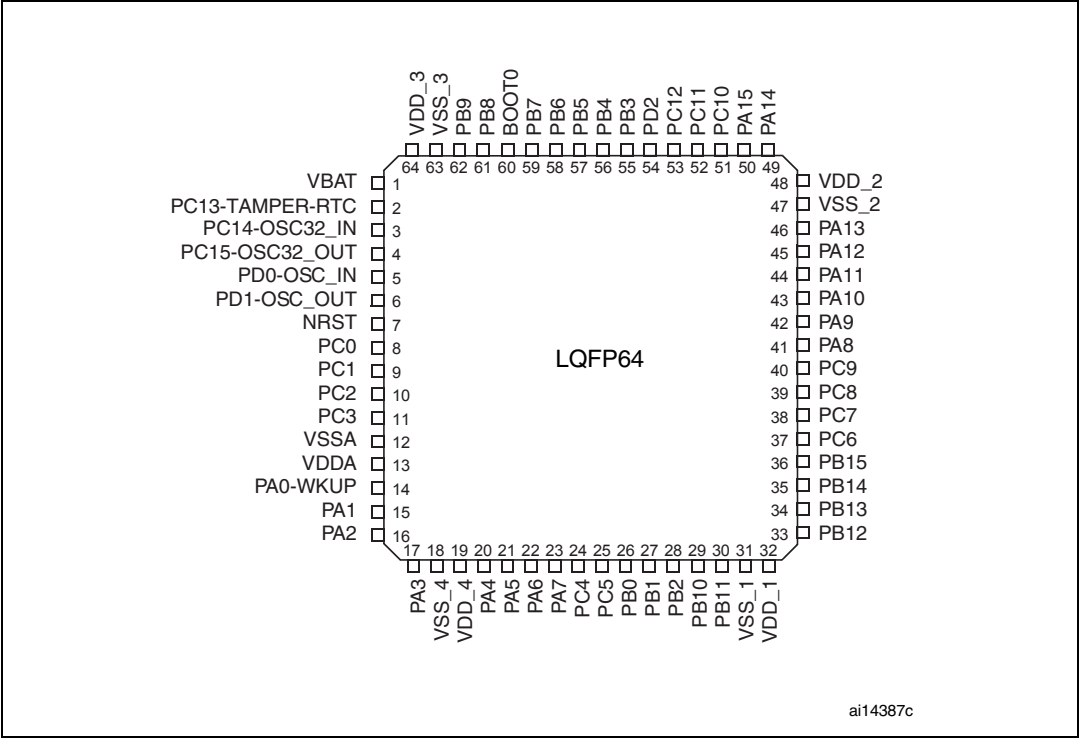 VDD_3
VSS_3
PB9
PB8
BOOT0
PB7
PB6
PB5
PB4
PB3
PD2
PC12
PC11
PC10
PA15
PA14
64 63 62 61 60 59 58 57 56 55 54 53 52 51 50 49
VBAT 1
PC13-TAMPER-RTC 2
PC14-OSC32_IN 3
PC15-OSC32_OUT 4
PD0-OSC_IN 5
PD1-OSC_OUT 6
NRST 7
PC0 8
PC1 9
PC2 10
PC3 11
VSSA 12
VDDA 13
PA0-WKUP 14
PA1 15
PA2 16
LQFP64
48 VDD_2
47 VSS_2
46 PA13
45 PA12
44 PA11
43 PA10
42 PA9
41 PA8
40 PC9
39 PC8
38 PC7
37 PC6
36 PB15
35 PB14
34 PB13
33 PB12
17 18 19 20 21 22 23 24 25 26 27 28 29 30 31 32
PA3
VSS_4
VDD_4
PA4
PA5
PA6
PA7
PC4
PC5
PB0
PB1
PB2
PB10
PB11
VSS_1
VDD_1
ai14387c